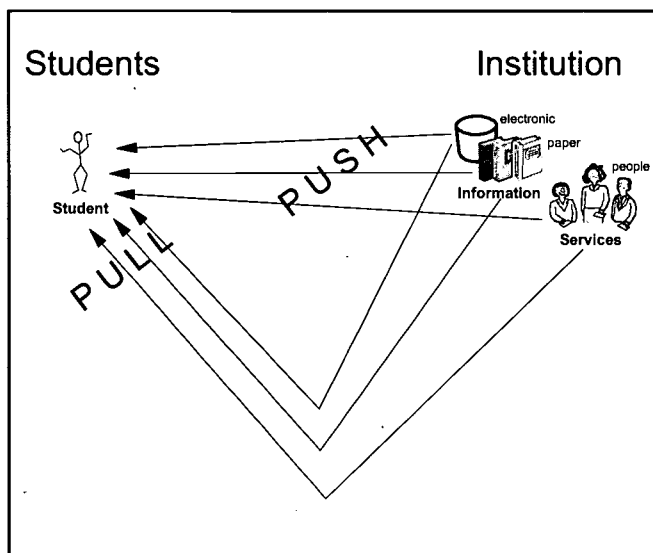 Students
Institution
electronic
paper
people
PUSH
Information
Student
Services
PULL